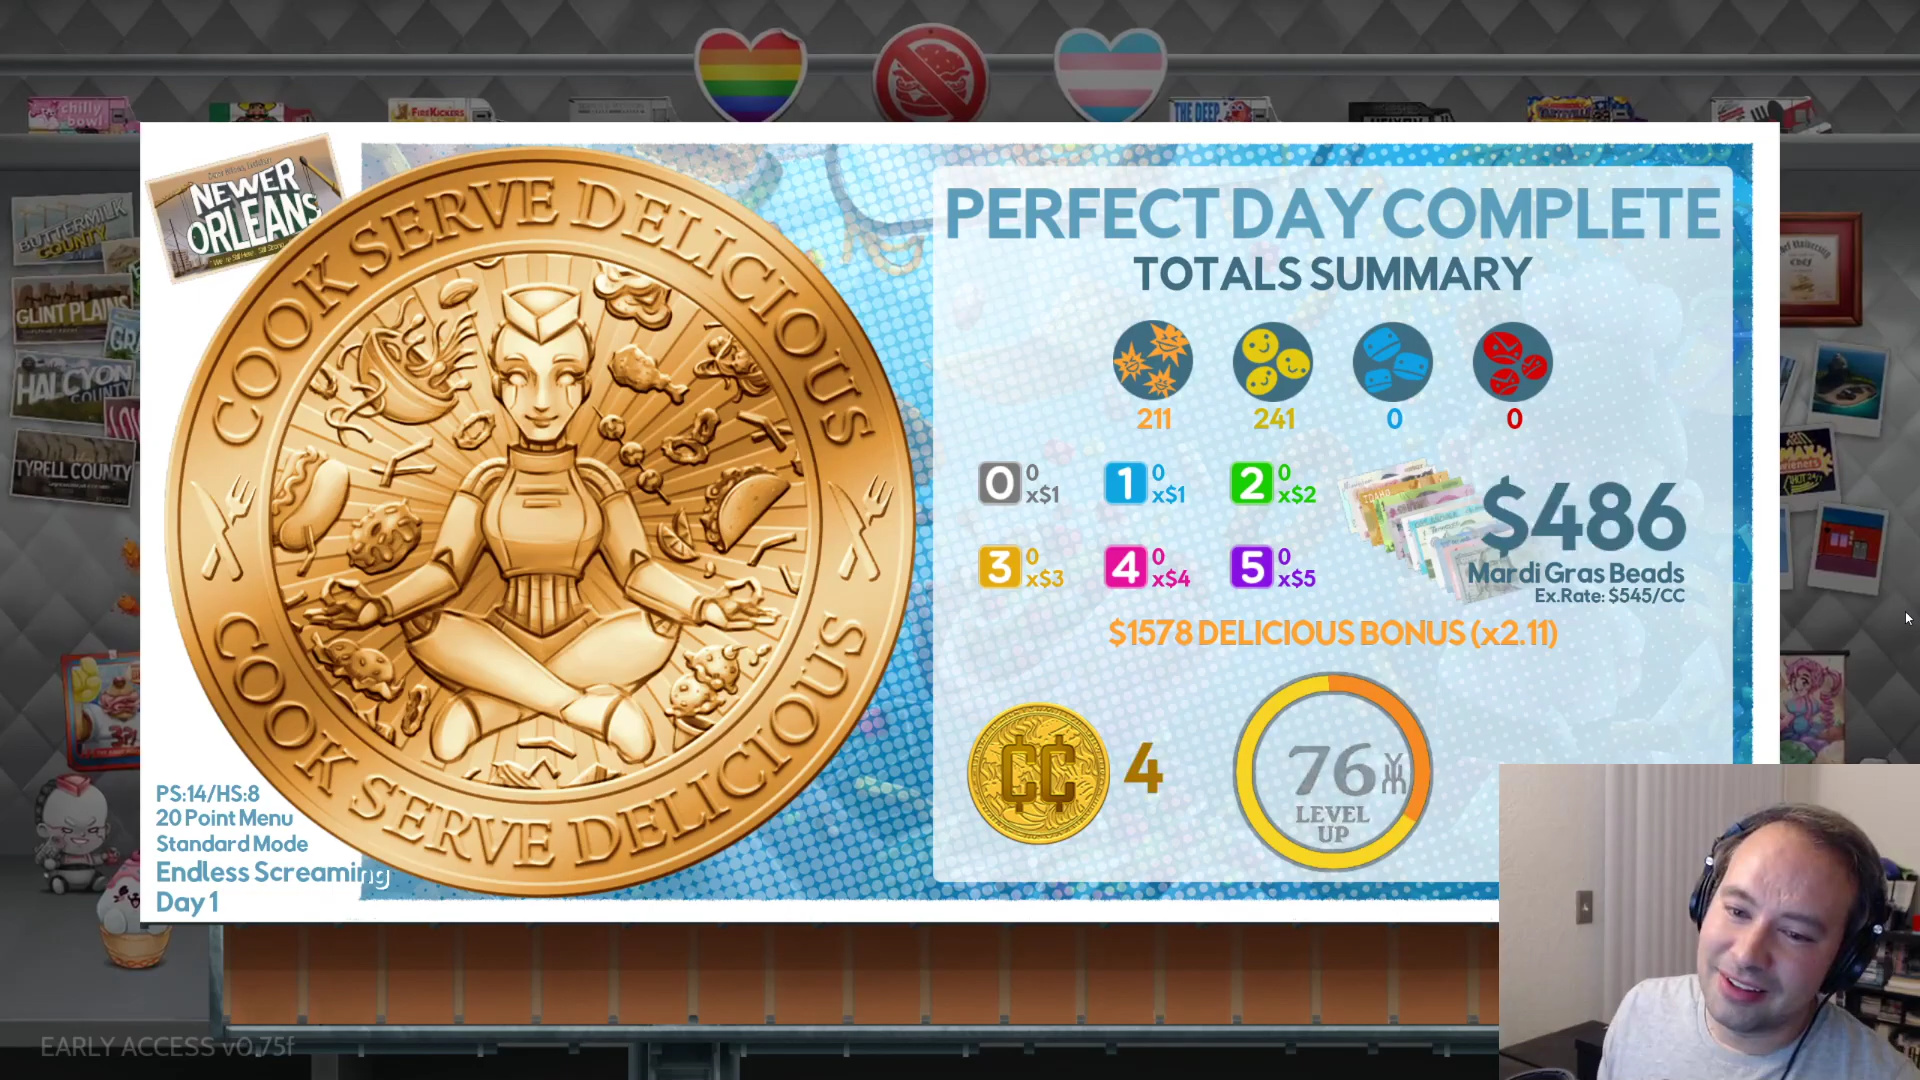 chilly bowl
FIREKICKERS
THE DEEP
NEWER
ORLEANS
BUTTERMILK
COUNTY
GLINT PLAINS
HALCYON
COUNTY
TYRELL COUNTY
COOK SERVE DELICIOUS
COOK SERVE DELICIOUS
PERFECT DAY COMPLETE
TOTALS SUMMARY
211
241
0
0
0 0 x$1
1 0 x$1
2 0 x$2
3 0 x$3
4 0 x$4
5 0 x$5
$486
Mardi Gras Beads
Ex.Rate: $545/CC
$1578 DELICIOUS BONUS (x2.11)
CC 4
76
LEVEL
UP
PS:14/HS:8
20 Point Menu
Standard Mode
Endless Screaming
Day 1
EARLY ACCESS v0.75f